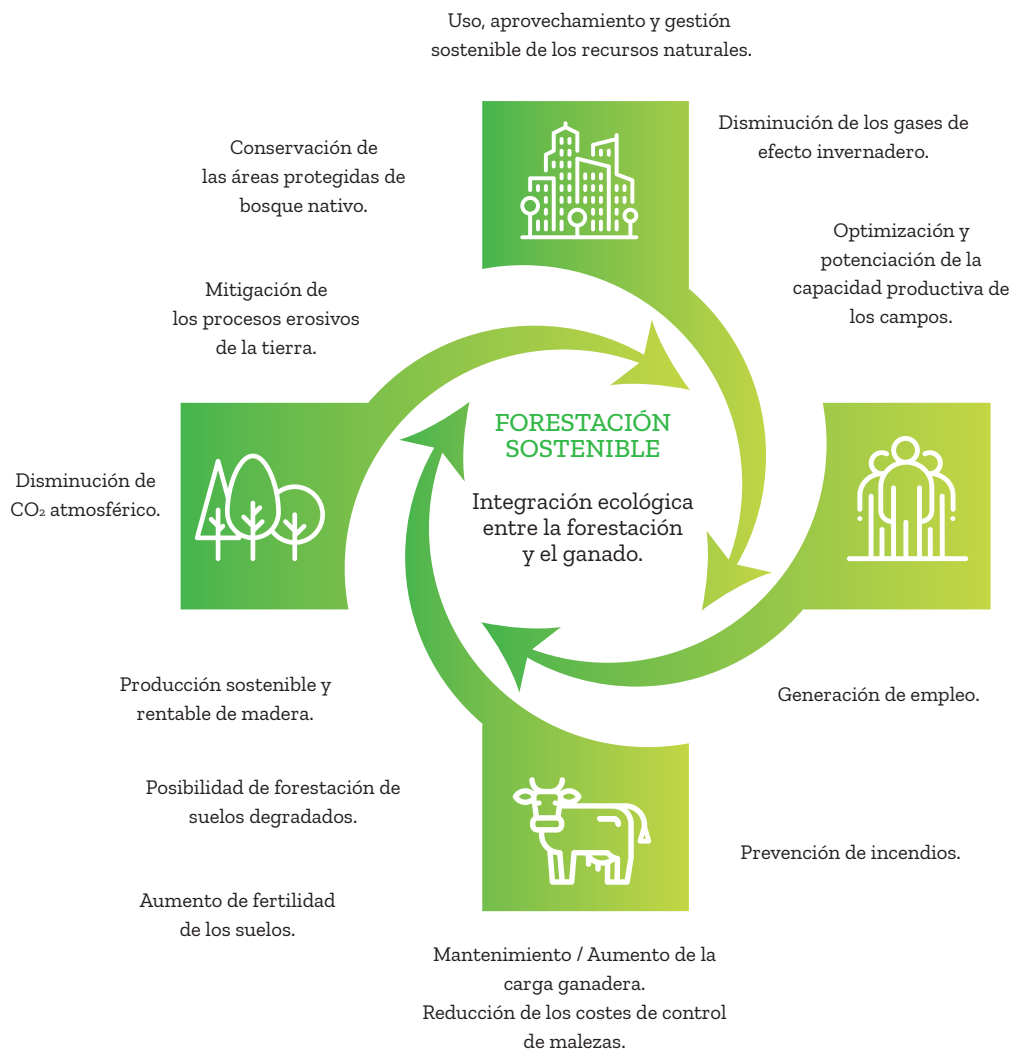 Uso, aprovechamiento y gestión
sostenible de los recursos naturales.
Disminución de los gases de
efecto invernadero.
Conservación de
las áreas protegidas de
bosque nativo.
Optimización y
potenciación de la
capacidad productiva de
los campos.
Mitigación de
los procesos erosivos
de la tierra.
FORESTACIÓN
SOSTENIBLE
Integración ecológica
entre la forestación
y el ganado.
Disminución de
CO₂ atmosférico.
Producción sostenible y
rentable de madera.
Generación de empleo.
Posibilidad de forestación de
suelos degradados.
Prevención de incendios.
Aumento de fertilidad
de los suelos.
Mantenimiento / Aumento de la
carga ganadera.
Reducción de los costes de control
de malezas.